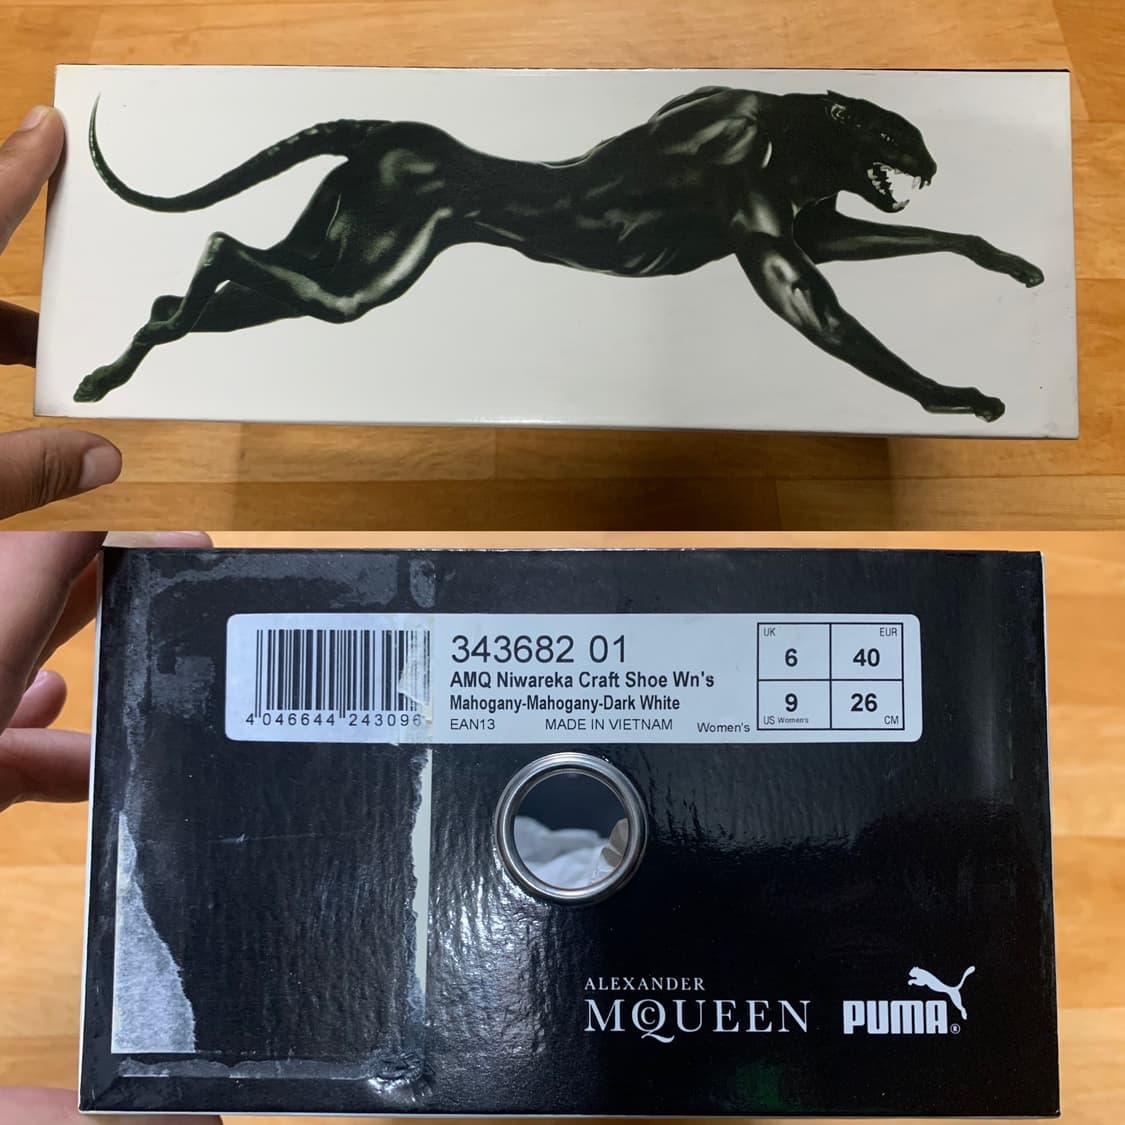 343682 01
AMQ Niwareka Craft Shoe Wn's
Mahogany-Mahogany-Dark White
4 046644 243096
EAN13 MADE IN VIETNAM Women's
UK 6
EUR 40
9 US Women's
26 CM
ALEXANDER
McQUEEN
PUMA®